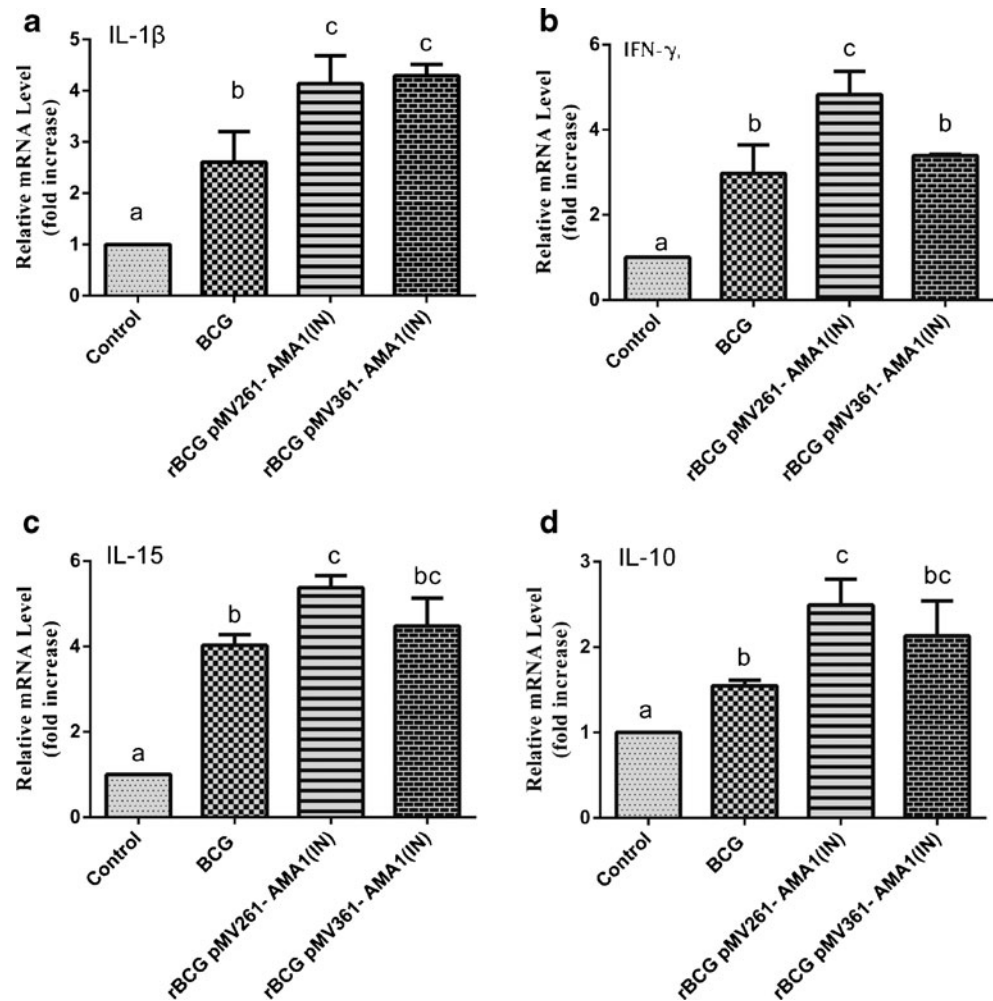 a
IL-1β
Relative mRNA Level
(fold increase)
5
4
3
2
1
0
a
b
c
c
Control
BCG
rBCG pMV261- AMA1(IN)
rBCG pMV361- AMA1(IN)
b
IFN-γ,
Relative mRNA Level
(fold increase)
6
4
2
0
a
b
c
b
Control
BCG
rBCG pMV261- AMA1(IN)
rBCG pMV361- AMA1(IN)
c
IL-15
Relative mRNA Level
(fold increase)
6
4
2
0
a
b
c
bc
Control
BCG
rBCG pMV261- AMA1(IN)
rBCG pMV361- AMA1(IN)
d
IL-10
Relative mRNA Level
(fold increase)
3
2
1
0
a
b
c
bc
Control
BCG
rBCG pMV261- AMA1(IN)
rBCG pMV361- AMA1(IN)